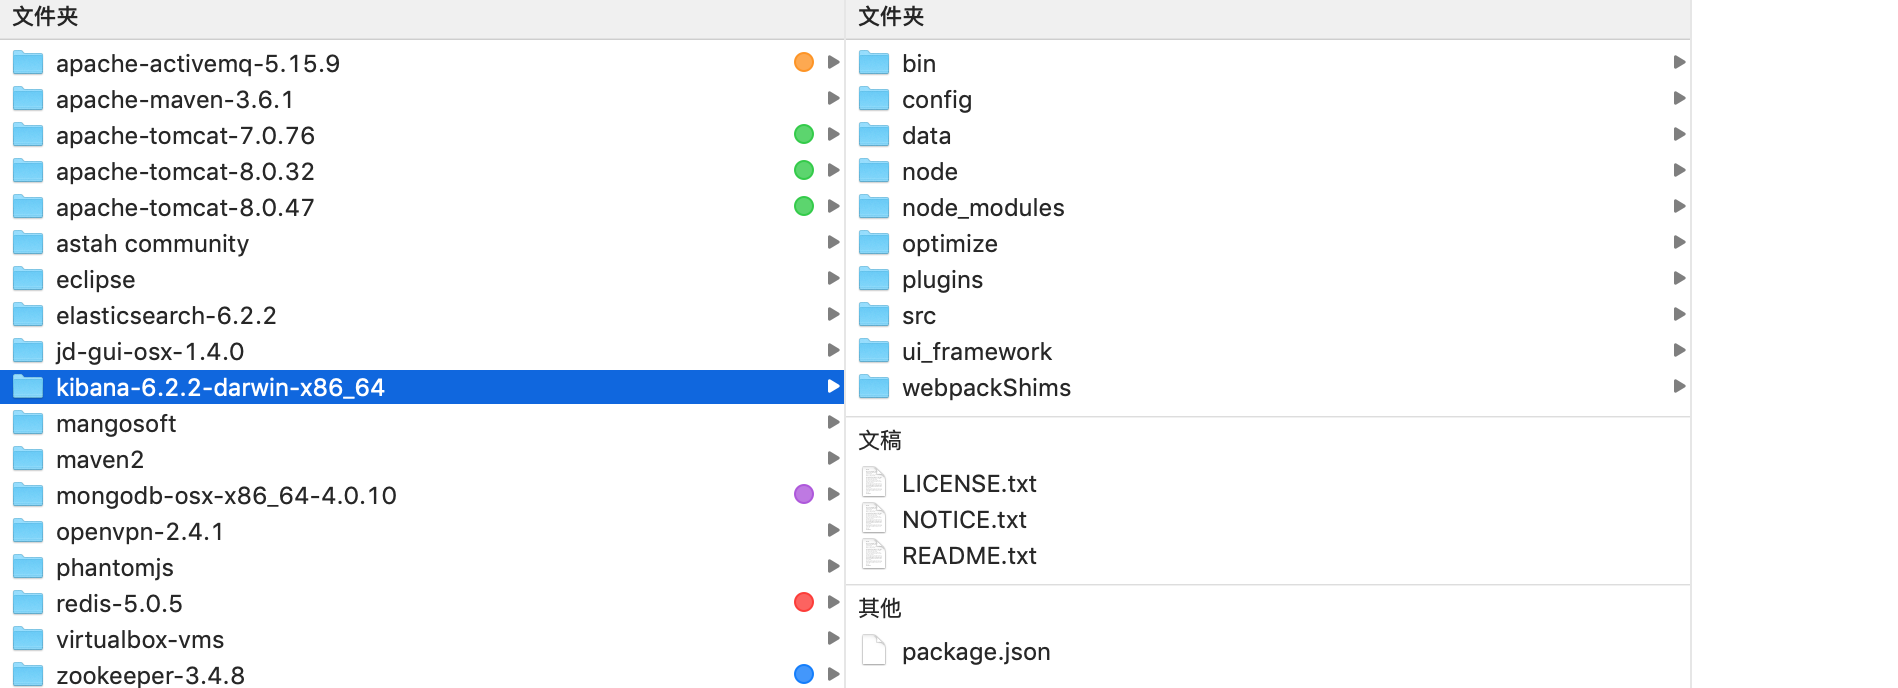 文件夹
apache-activemq-5.15.9
apache-maven-3.6.1
apache-tomcat-7.0.76
apache-tomcat-8.0.32
apache-tomcat-8.0.47
astah community
eclipse
elasticsearch-6.2.2
jd-gui-osx-1.4.0
kibana-6.2.2-darwin-x86_64
mangosoft
maven2
mongodb-osx-x86_64-4.0.10
openvpn-2.4.1
phantomjs
redis-5.0.5
virtualbox-vms
zookeeper-3.4.8
文件夹
bin
config
data
node
node_modules
optimize
plugins
src
ui_framework
webpackShims
文稿
LICENSE.txt
NOTICE.txt
README.txt
其他
package.json